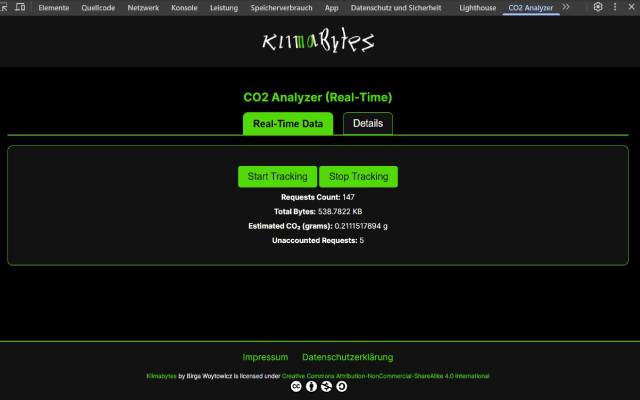 Elemente Quellcode Netzwerk Konsole Leistung Speicherverbrauch App Datenschutz und Sicherheit Lighthouse CO2 Analyzer
KlimaBytes
CO2 Analyzer (Real-Time)
Real-Time Data Details
Start Tracking Stop Tracking
Requests Count: 147
Total Bytes: 538.7822 KB
Estimated CO₂ (grams): 0.2111517894 g
Unaccounted Requests: 5
Impressum Datenschutzerklärung
Klimabytes by Birga Woytowicz is licensed under Creative Commons Attribution-NonCommercial-ShareAlike 4.0 International